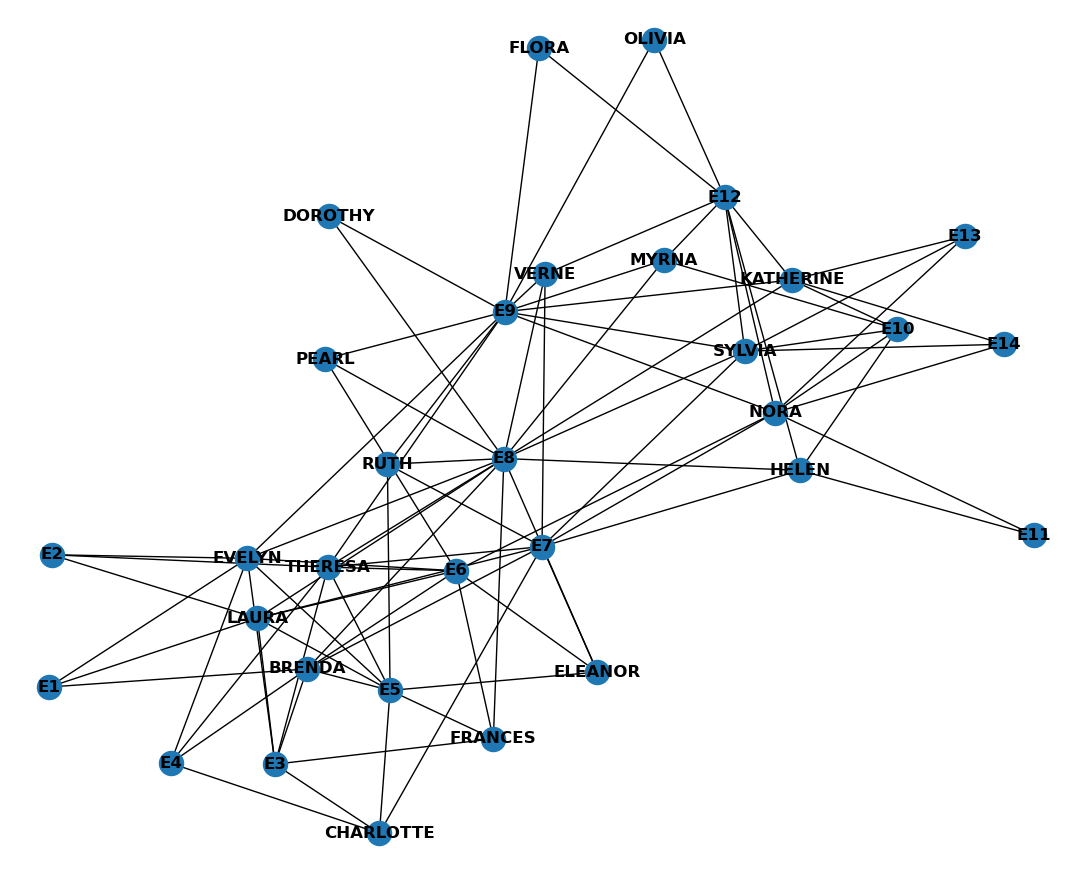 FLORA
OLIVIA
E12
DOROTHY
E13
MYRNA
VERNE
KATHERINE
E9
E10
E14
SYLVIA
PEARL
NORA
RUTH
E8
HELEN
E11
E7
E2
EVELYN
THERESA
E6
LAURA
BRENDA
ELEANOR
E1
E5
FRANCES
E4
E3
CHARLOTTE